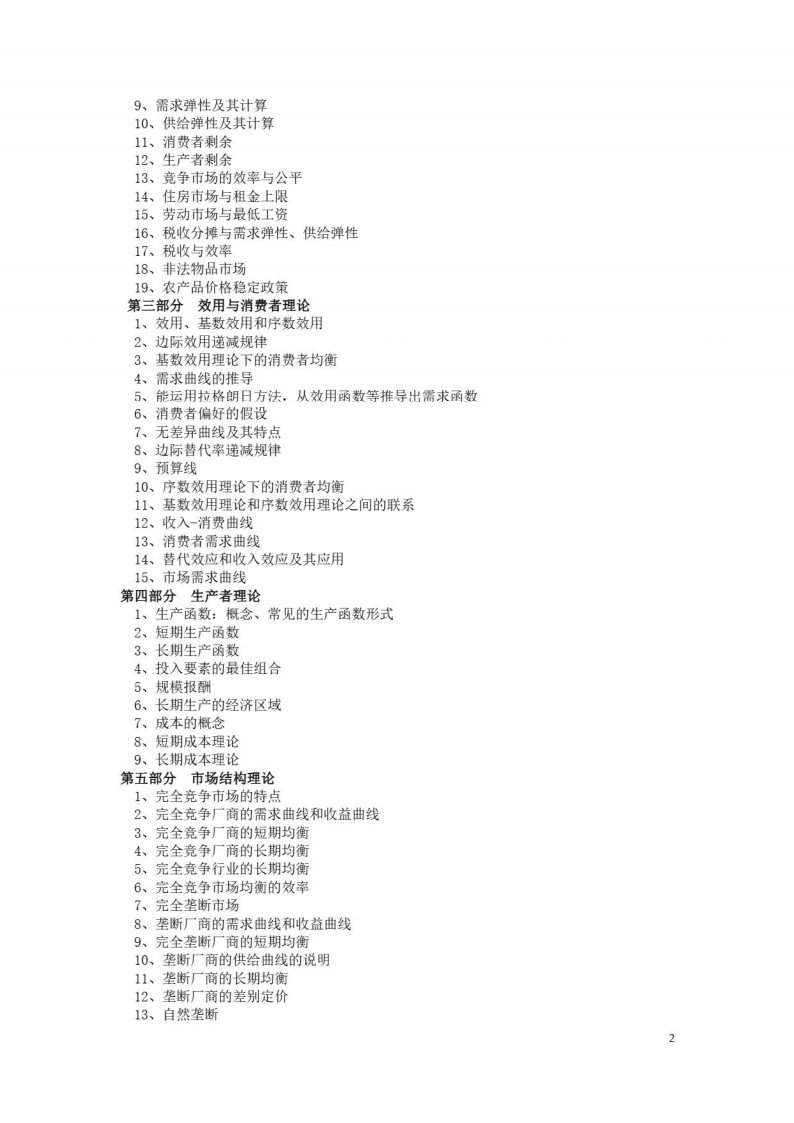 9、需求弹性及其计算
10、供给弹性及其计算
11、消费者剩余
12、生产者剩余
13、竞争市场的效率与公平
14、住房市场与租金上限
15、劳动市场与最低工资
16、税收分摊与需求弹性、供给弹性
17、税收与效率
18、非法物品市场
19、农产品价格稳定政策
第三部分　效用与消费者理论
1、效用、基数效用和序数效用
2、边际效用递减规律
3、基数效用理论下的消费者均衡
4、需求曲线的推导
5、能运用拉格朗日方法，从效用函数等推导出需求函数
6、消费者偏好的假设
7、无差异曲线及其特点
8、边际替代率递减规律
9、预算线
10、序数效用理论下的消费者均衡
11、基数效用理论和序数效用理论之间的联系
12、收入-消费曲线
13、消费者需求曲线
14、替代效应和收入效应及其应用
15、市场需求曲线
第四部分　生产者理论
1、生产函数：概念、常见的生产函数形式
2、短期生产函数
3、长期生产函数
4、投入要素的最佳组合
5、规模报酬
6、长期生产的经济区域
7、成本的概念
8、短期成本理论
9、长期成本理论
第五部分　市场结构理论
1、完全竞争市场的特点
2、完全竞争厂商的需求曲线和收益曲线
3、完全竞争厂商的短期均衡
4、完全竞争厂商的长期均衡
5、完全竞争行业的长期均衡
6、完全竞争市场均衡的效率
7、完全垄断市场
8、垄断厂商的需求曲线和收益曲线
9、完全垄断厂商的短期均衡
10、垄断厂商的供给曲线的说明
11、垄断厂商的长期均衡
12、垄断厂商的差别定价
13、自然垄断
2